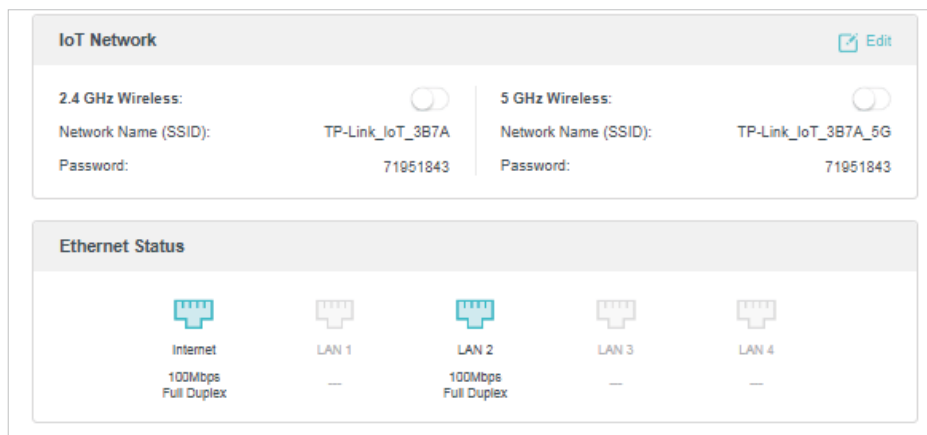 IoT Network
Edit
2.4 GHz Wireless:
5 GHz Wireless:
Network Name (SSID): TP-Link_IoT_3B7A
Network Name (SSID): TP-Link_IoT_3B7A_5G
Password: 71951843
Password: 71951843
Ethernet Status
Internet LAN 1 LAN 2 LAN 3 LAN 4
100Mbps --- 100Mbps --- ---
Full Duplex Full Duplex